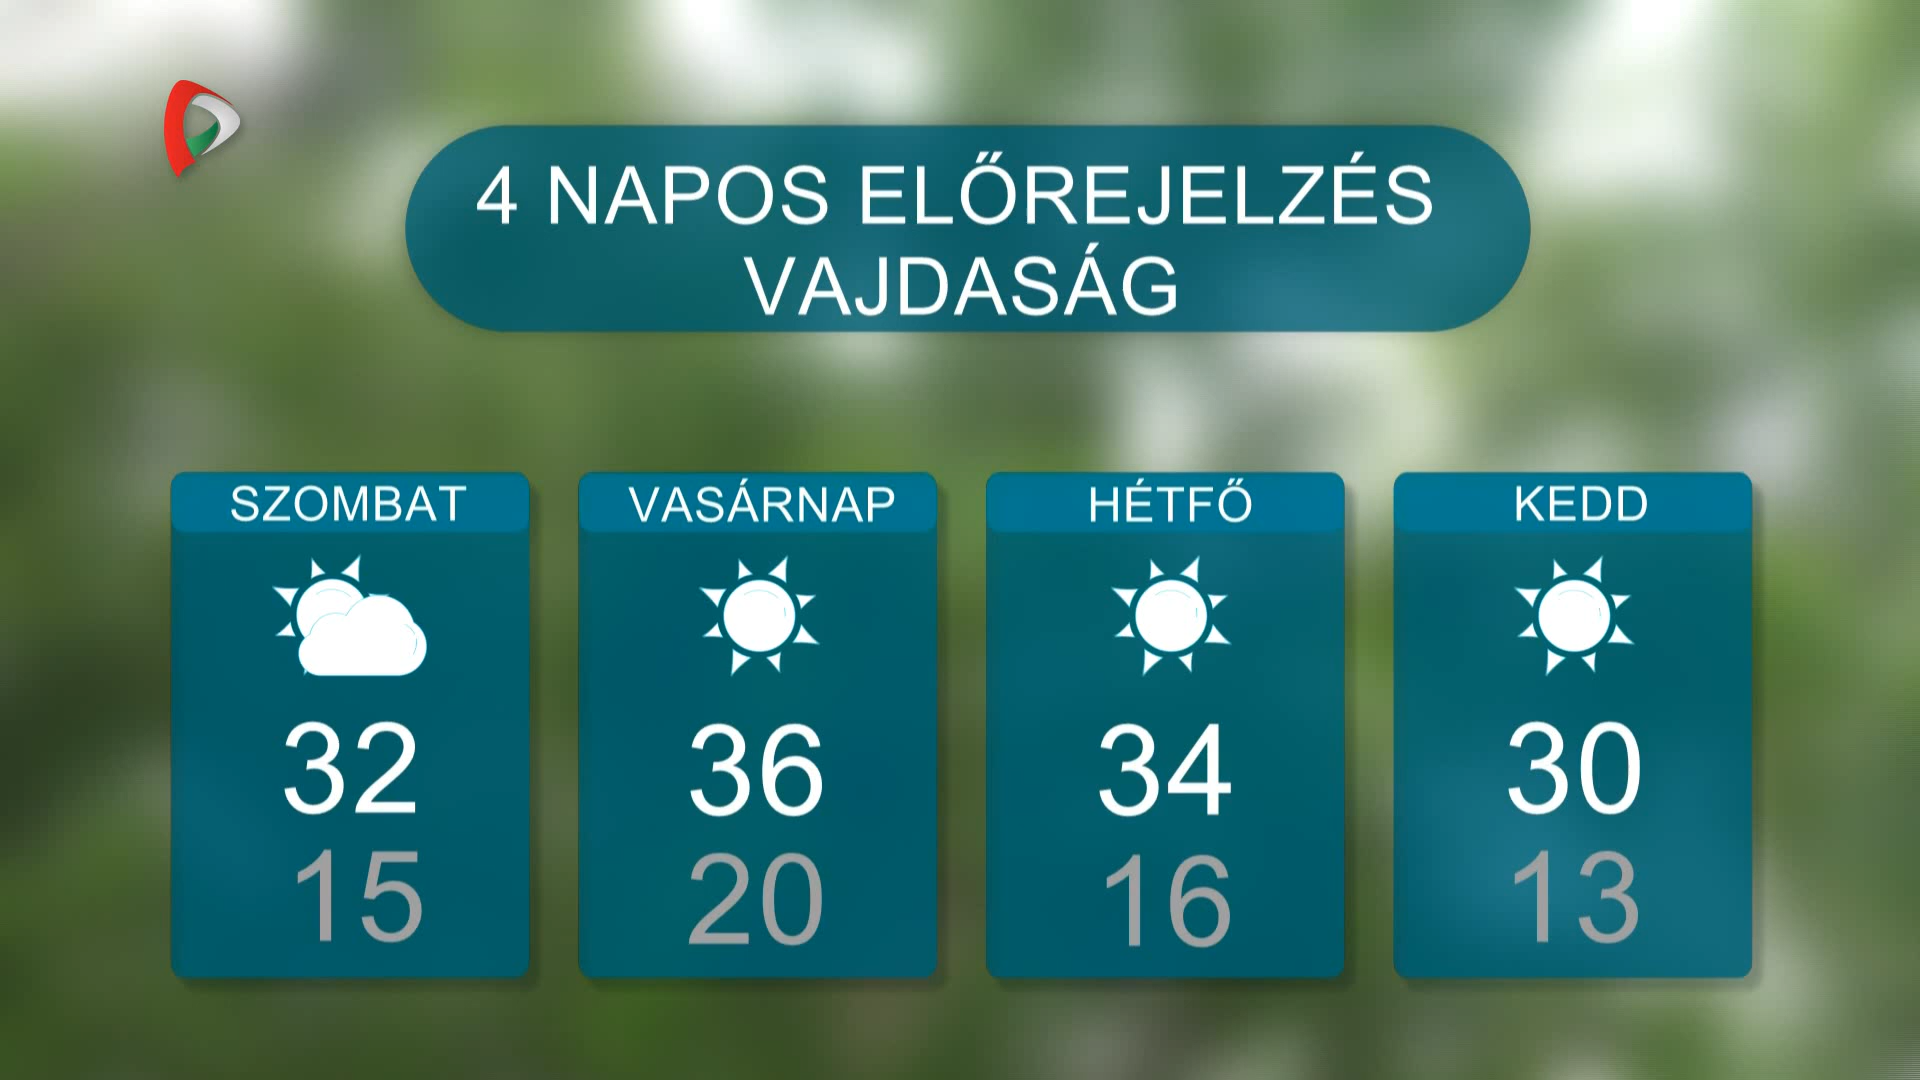 4 NAPOS ELŐREJELZÉS
VAJDASÁG
SZOMBAT
32
15
VASÁRNAP
36
20
HÉTFŐ
34
16
KEDD
30
13